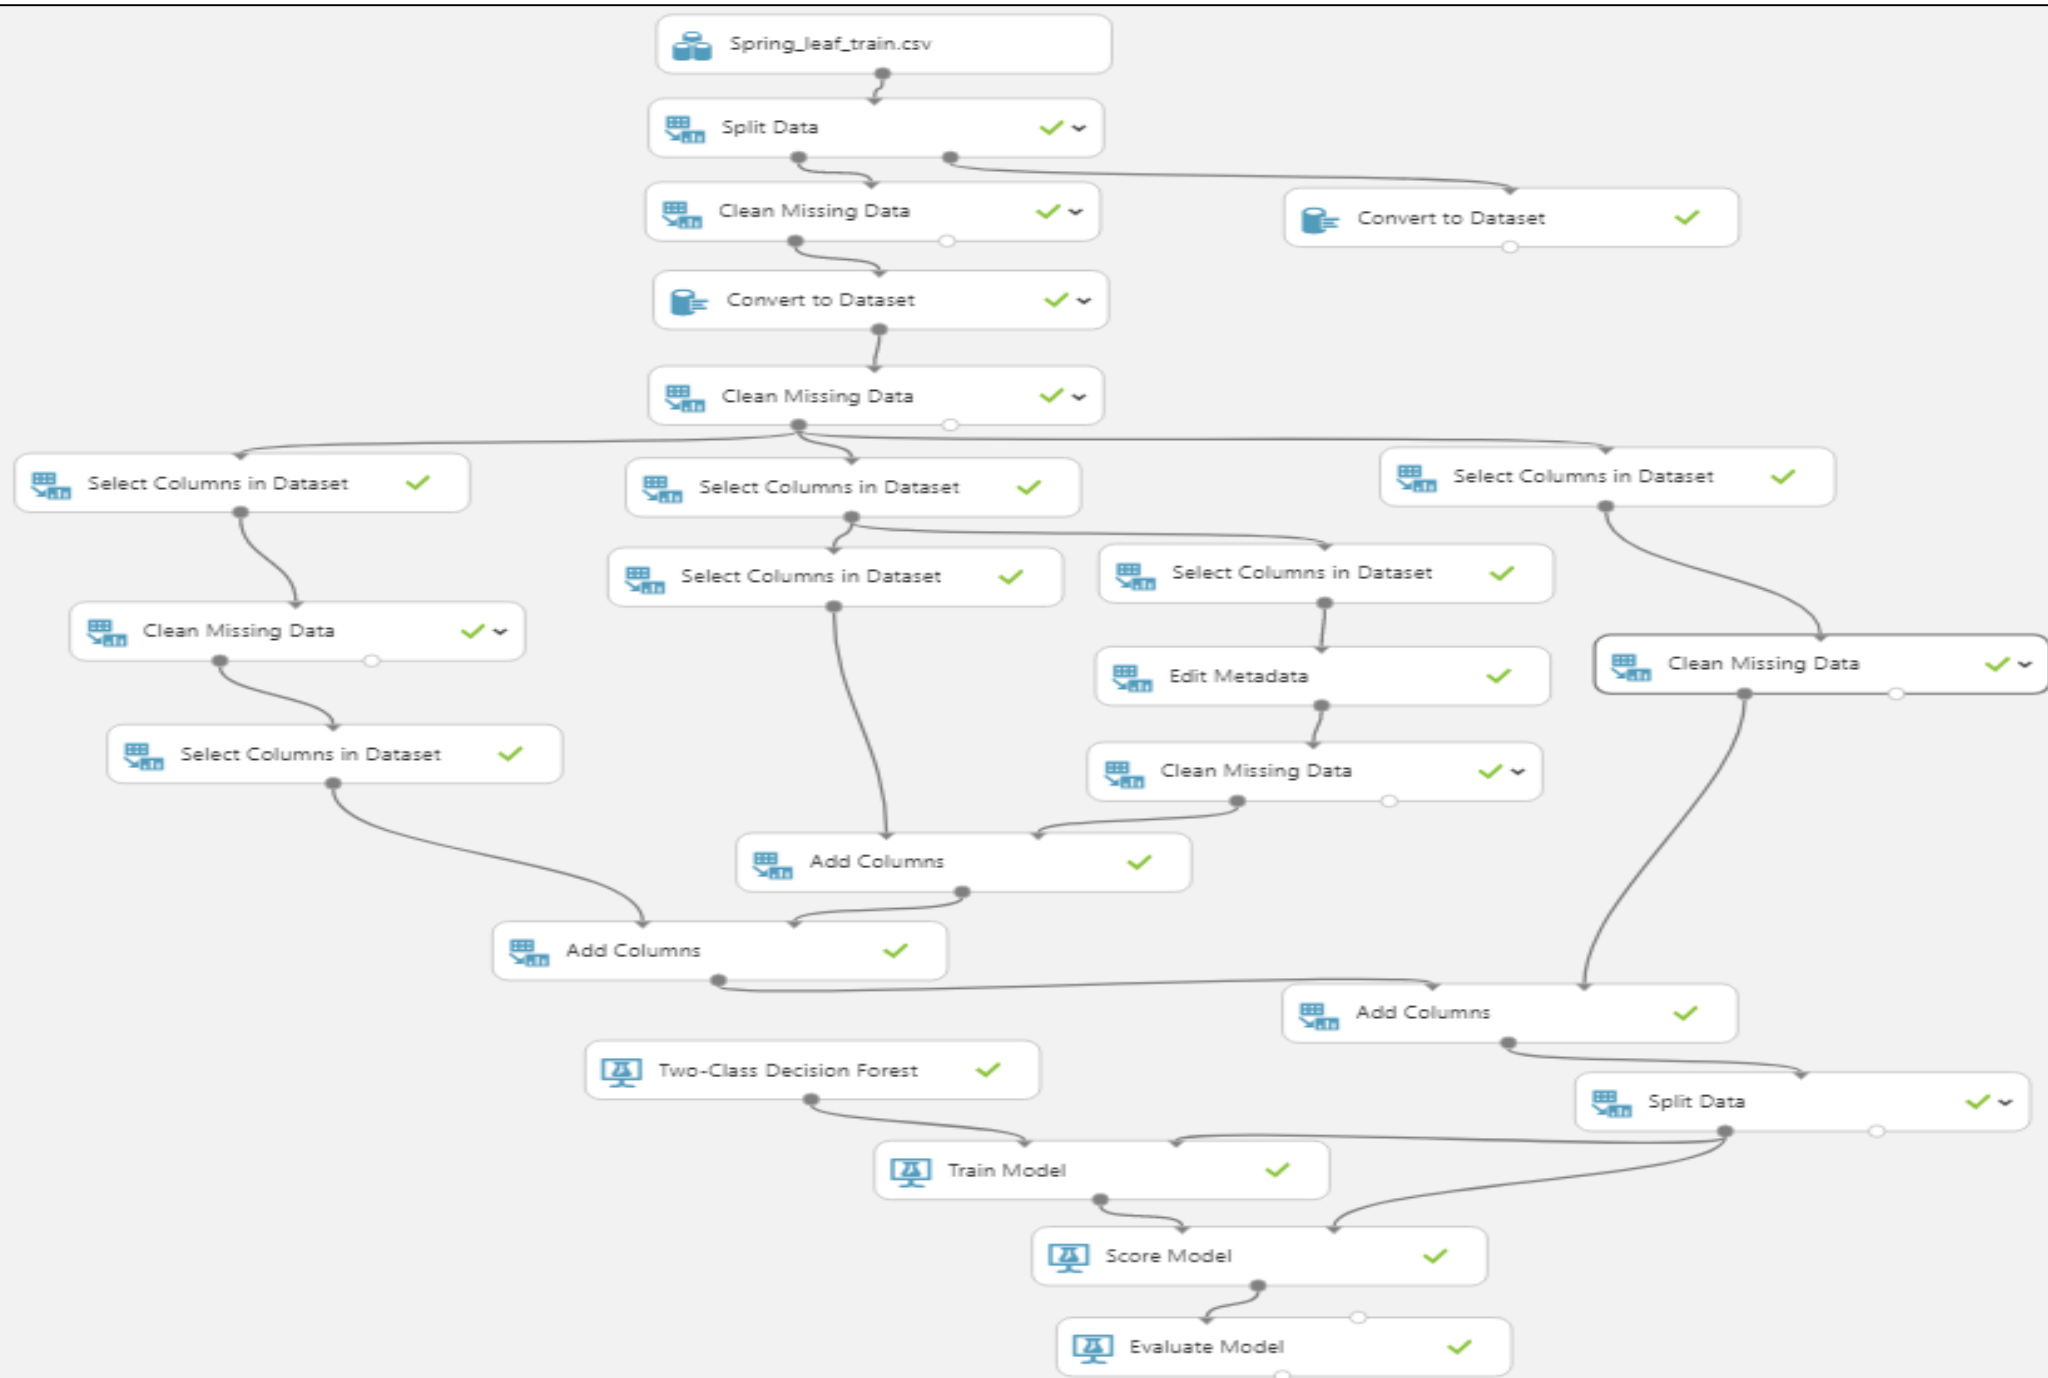 Spring_leaf_train.csv
Split Data
Clean Missing Data
Convert to Dataset
Convert to Dataset
Clean Missing Data
Select Columns in Dataset
Select Columns in Dataset
Select Columns in Dataset
Select Columns in Dataset
Select Columns in Dataset
Clean Missing Data
Clean Missing Data
Edit Metadata
Select Columns in Dataset
Clean Missing Data
Add Columns
Add Columns
Add Columns
Two-Class Decision Forest
Split Data
Train Model
Score Model
Evaluate Model